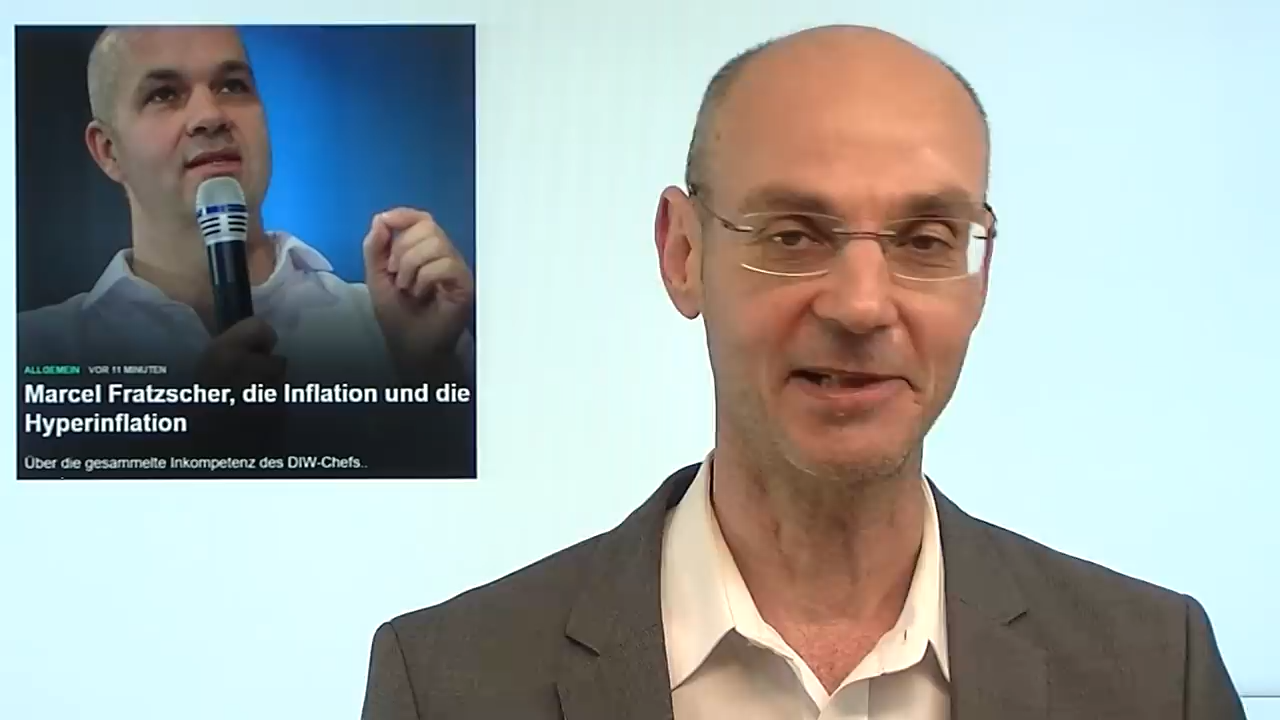 ALLGEMEIN VOR 11 MINUTEN
Marcel Fratzscher, die Inflation und die
Hyperinflation
Über die gesammelte Inkompetenz des DIW-Chefs..